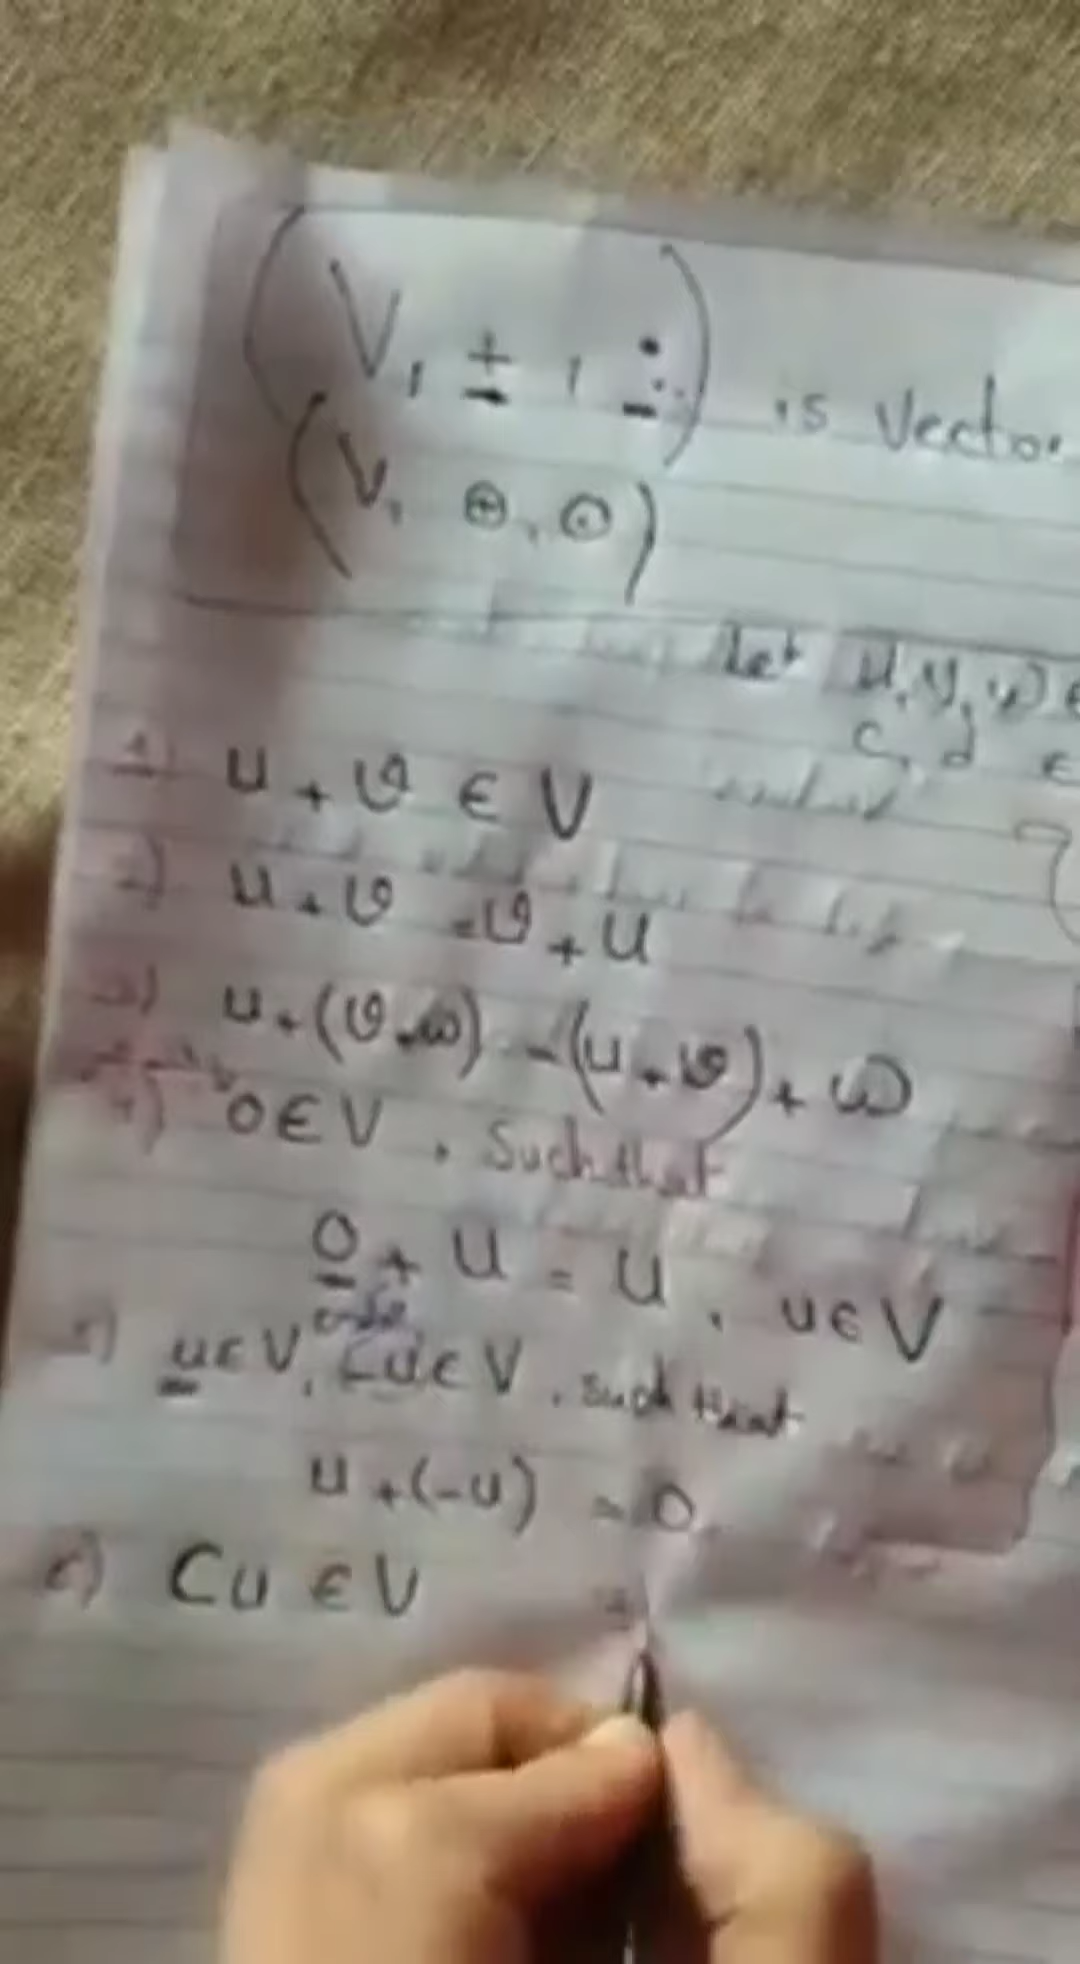 (V, +, ·) is Vector
(V, ⊕, ⊙)
Let u, v, w ∈
c, d ∈
1) u + v ∈ V
2) u + v = v + u
3) u + (v + w) = (u + v) + w
4) 0 ∈ V, Such that
0 + u = u, u ∈ V
5) u ∈ V, -u ∈ V, such that
u + (-u) = 0
6) Cu ∈ V